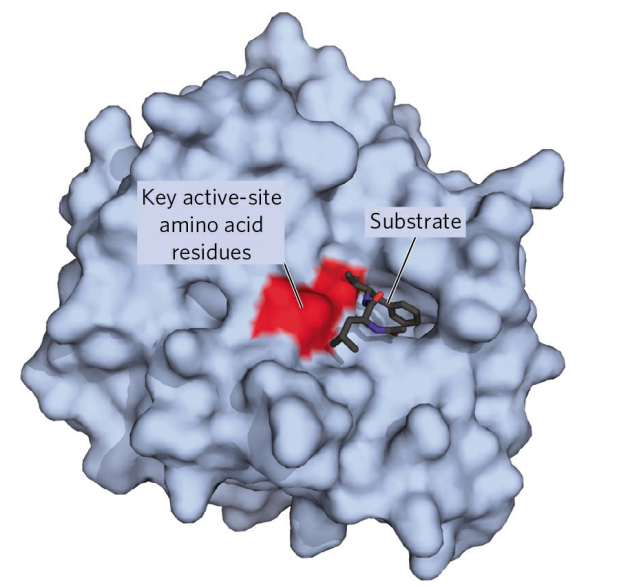 Key active-site
amino acid
residues
Substrate